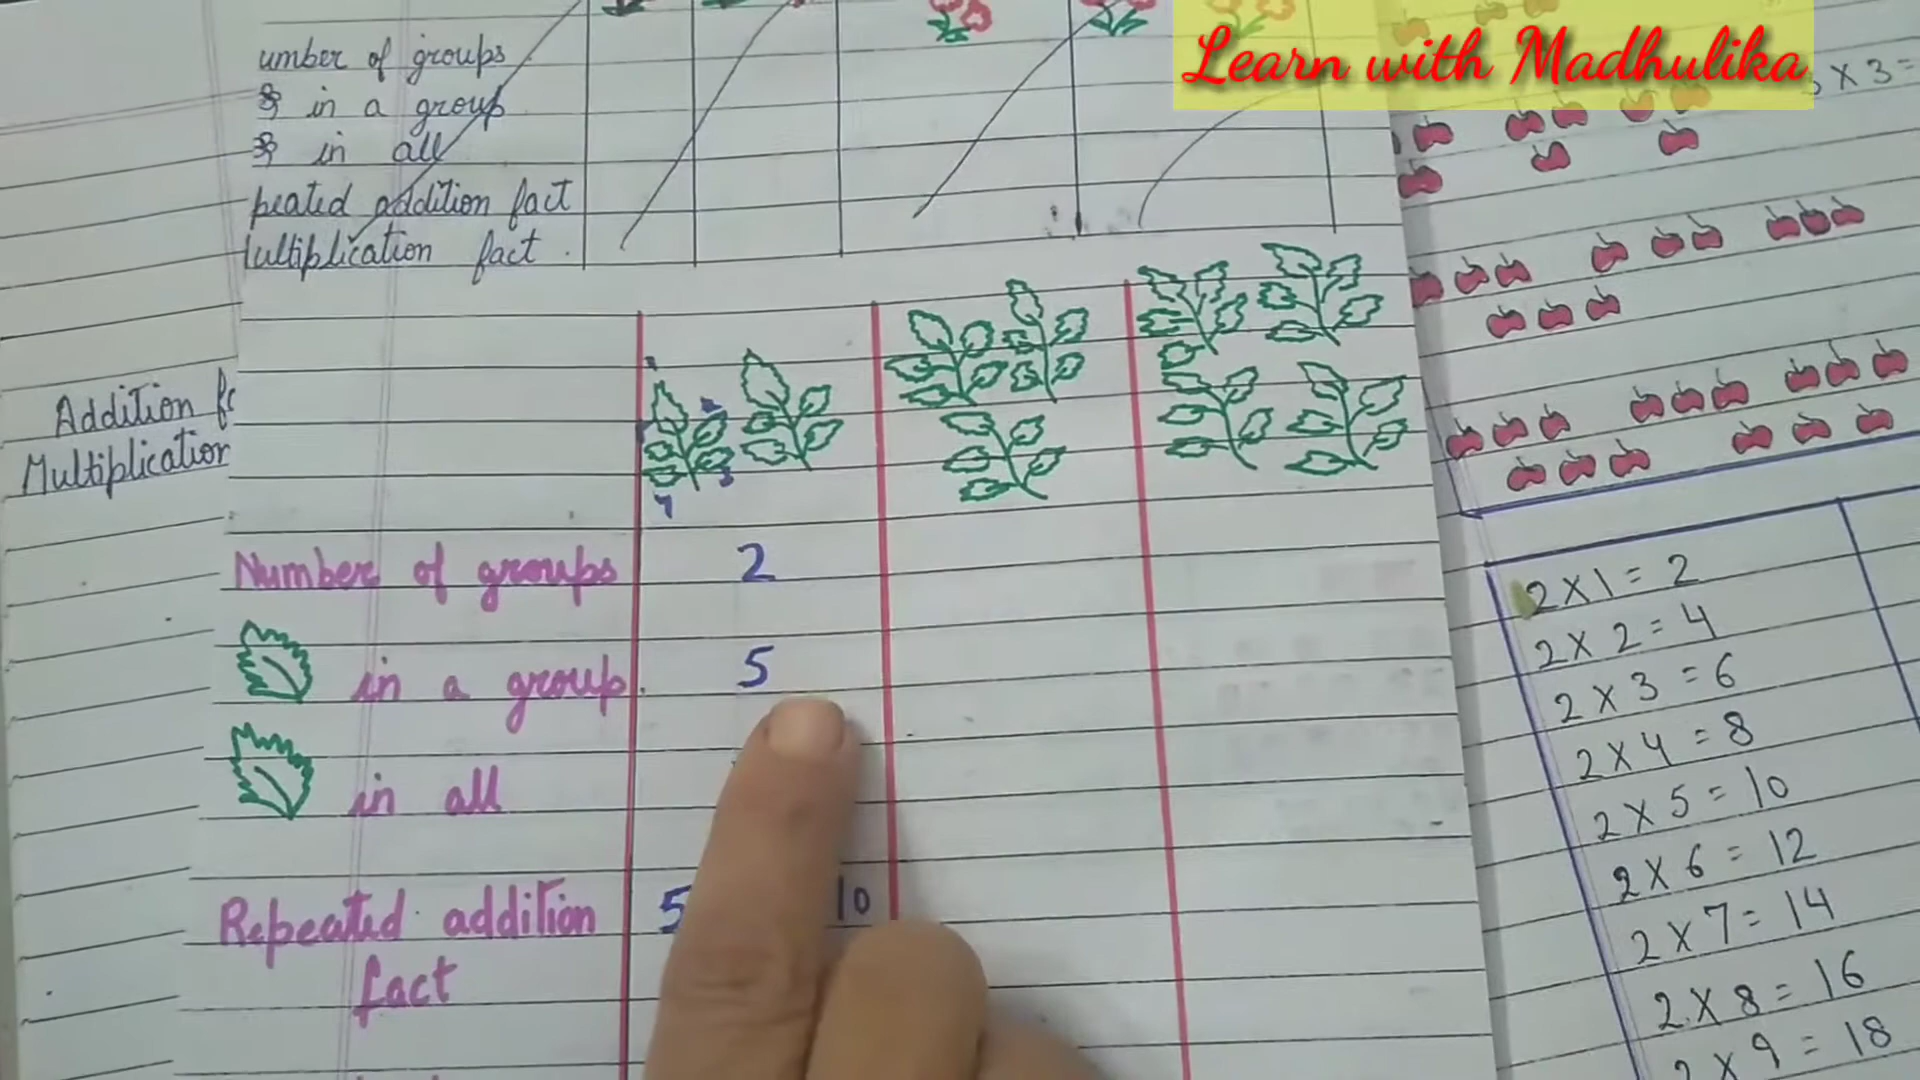 Learn with Madhulika
umber of groups
in a group
in all
peated addition fact
ultiplication fact.
Addition
Multiplication
Number of groups 2
in a group. 5
in all
Repeated addition 5 10
fact
X 3 =
2 X 1 = 2
2 X 2 = 4
2 X 3 = 6
2 X 4 = 8
2 X 5 = 10
2 X 6 = 12
2 X 7 = 14
2 X 8 = 16
2 X 9 = 18